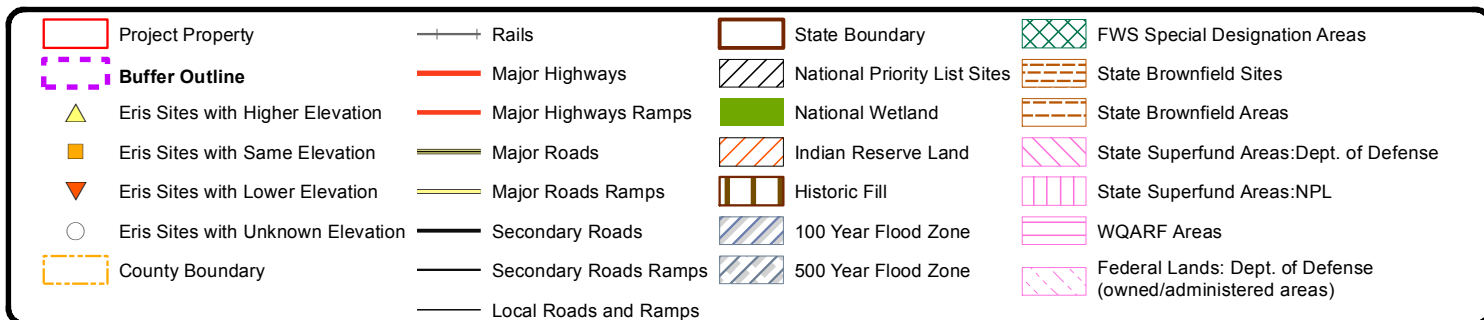 Project Property
Buffer Outline
Eris Sites with Higher Elevation
Eris Sites with Same Elevation
Eris Sites with Lower Elevation
Eris Sites with Unknown Elevation
County Boundary
Rails
Major Highways
Major Highways Ramps
Major Roads
Major Roads Ramps
Secondary Roads
Secondary Roads Ramps
Local Roads and Ramps
State Boundary
National Priority List Sites
National Wetland
Indian Reserve Land
Historic Fill
100 Year Flood Zone
500 Year Flood Zone
FWS Special Designation Areas
State Brownfield Sites
State Brownfield Areas
State Superfund Areas:Dept. of Defense
State Superfund Areas:NPL
WQARF Areas
Federal Lands: Dept. of Defense
(owned/administered areas)